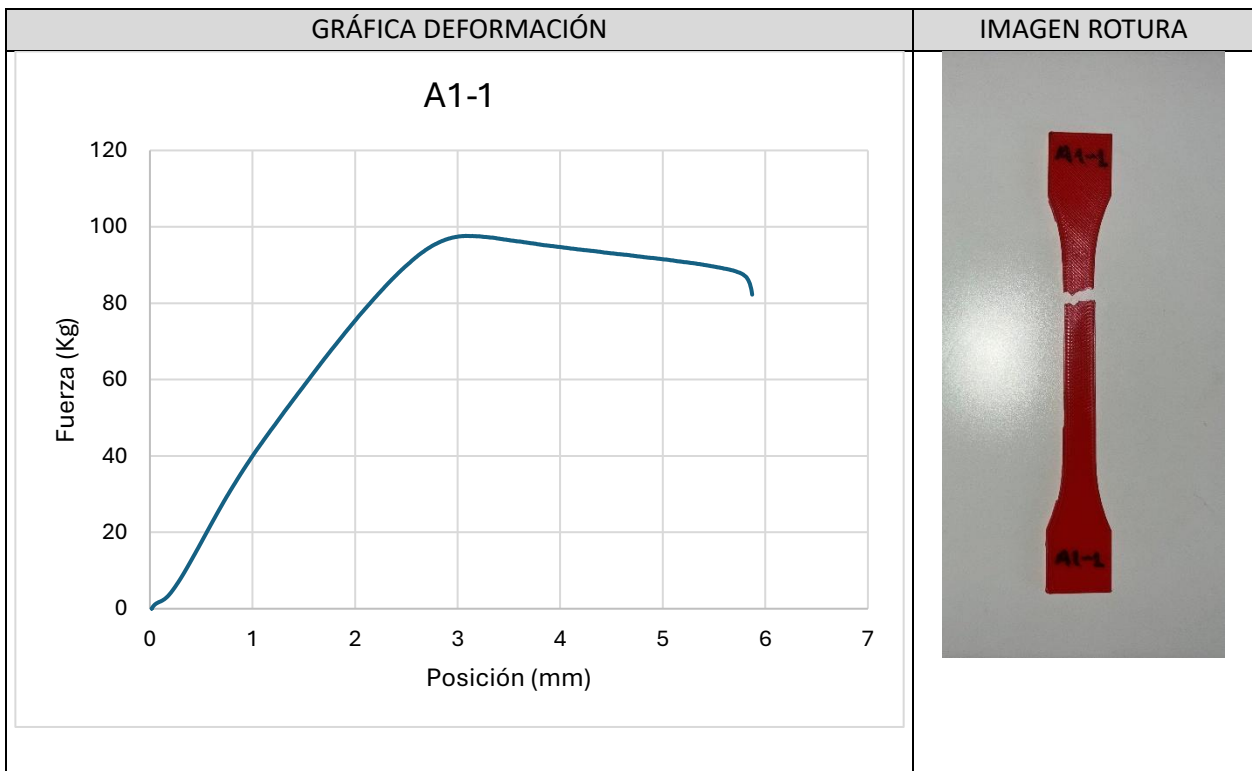 GRÁFICA DEFORMACIÓN
IMAGEN ROTURA
A1-1
120
100
80
60
40
20
0
Fuerza (Kg)
0 1 2 3 4 5 6 7
Posición (mm)
A1-1
A1-1